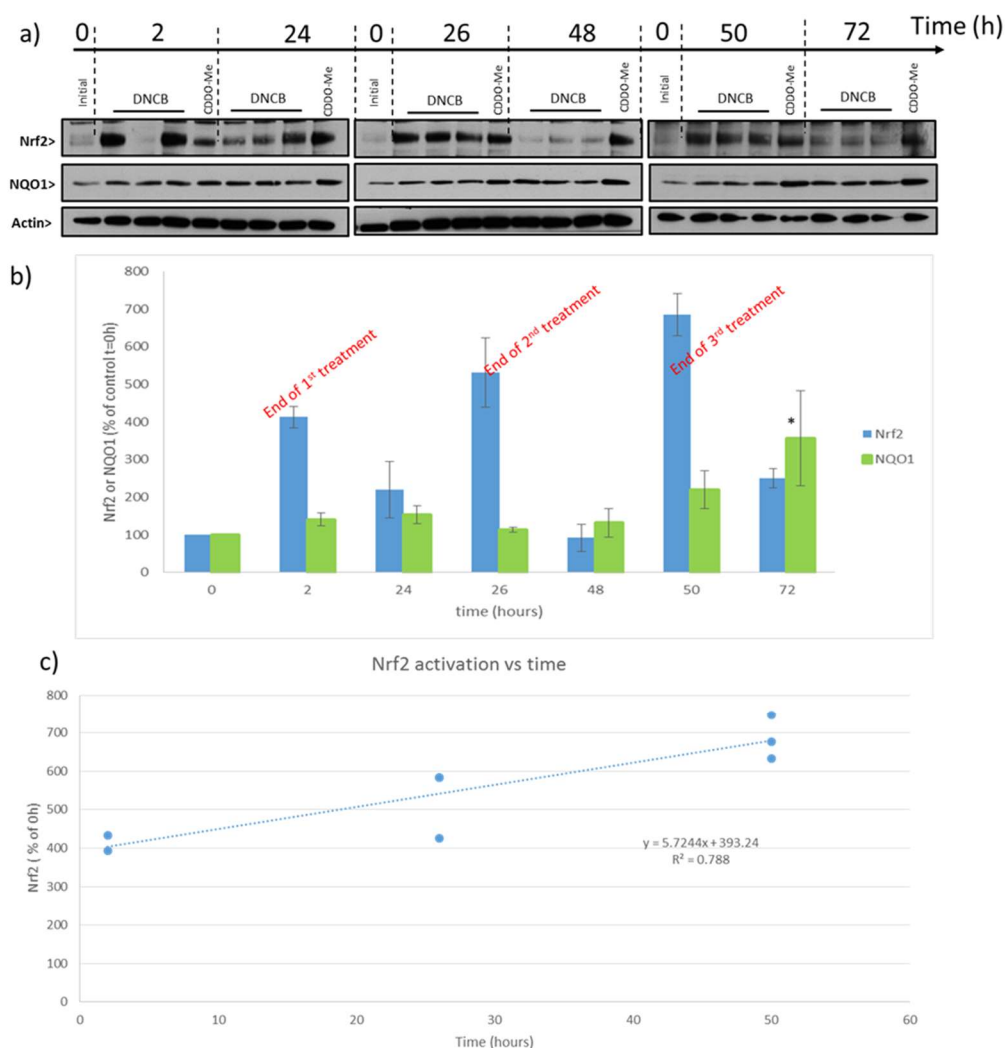 a)
0 2 24 0 26 48 0 50 72 Time (h)
Initial DNCB CDDO-Me DNCB CDDO-Me Initial DNCB CDDO-Me DNCB CDDO-Me Initial DNCB CDDO-Me DNCB CDDO-Me
Nrf2>
NQO1>
Actin>
b)
Nrf2 or NQO1 (% of control t=0h)
800
700
600
500
400
300
200
100
0
End of 1st treatment
End of 2nd treatment
End of 3rd treatment
*
Nrf2
NQO1
0 2 24 26 48 50 72
time (hours)
c)
Nrf2 activation vs time
Nrf2 ( % of 0h)
800
700
600
500
400
300
200
100
0
y = 5.7244x + 393.24
R² = 0.788
0 10 20 30 40 50 60
Time (hours)